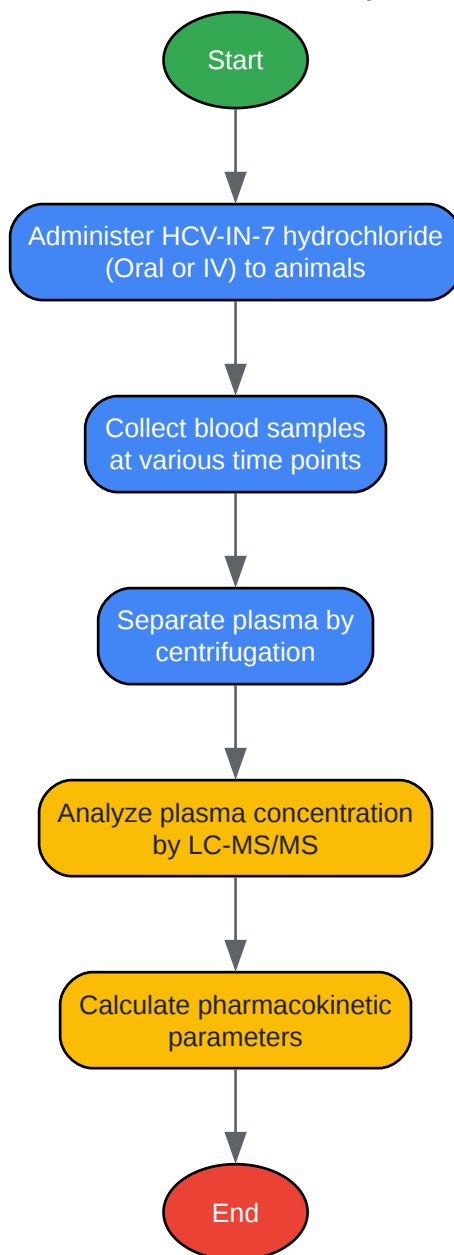 Start
Administer HCV-IN-7 hydrochloride
(Oral or IV) to animals
Collect blood samples
at various time points
Separate plasma by
centrifugation
Analyze plasma concentration
by LC-MS/MS
Calculate pharmacokinetic
parameters
End